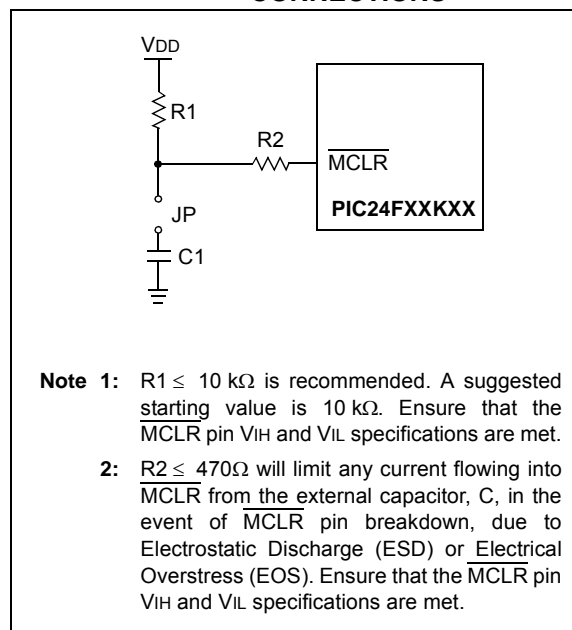 CONNECTIONS
VDD
R1
R2
MCLR
JP
PIC24FXXKXX
C1
Note 1: R1 ≤ 10 kΩ is recommended. A suggested
starting value is 10 kΩ. Ensure that the
MCLR pin VIH and VIL specifications are met.
2: R2 ≤ 470Ω will limit any current flowing into
MCLR from the external capacitor, C, in the
event of MCLR pin breakdown, due to
Electrostatic Discharge (ESD) or Electrical
Overstress (EOS). Ensure that the MCLR pin
VIH and VIL specifications are met.